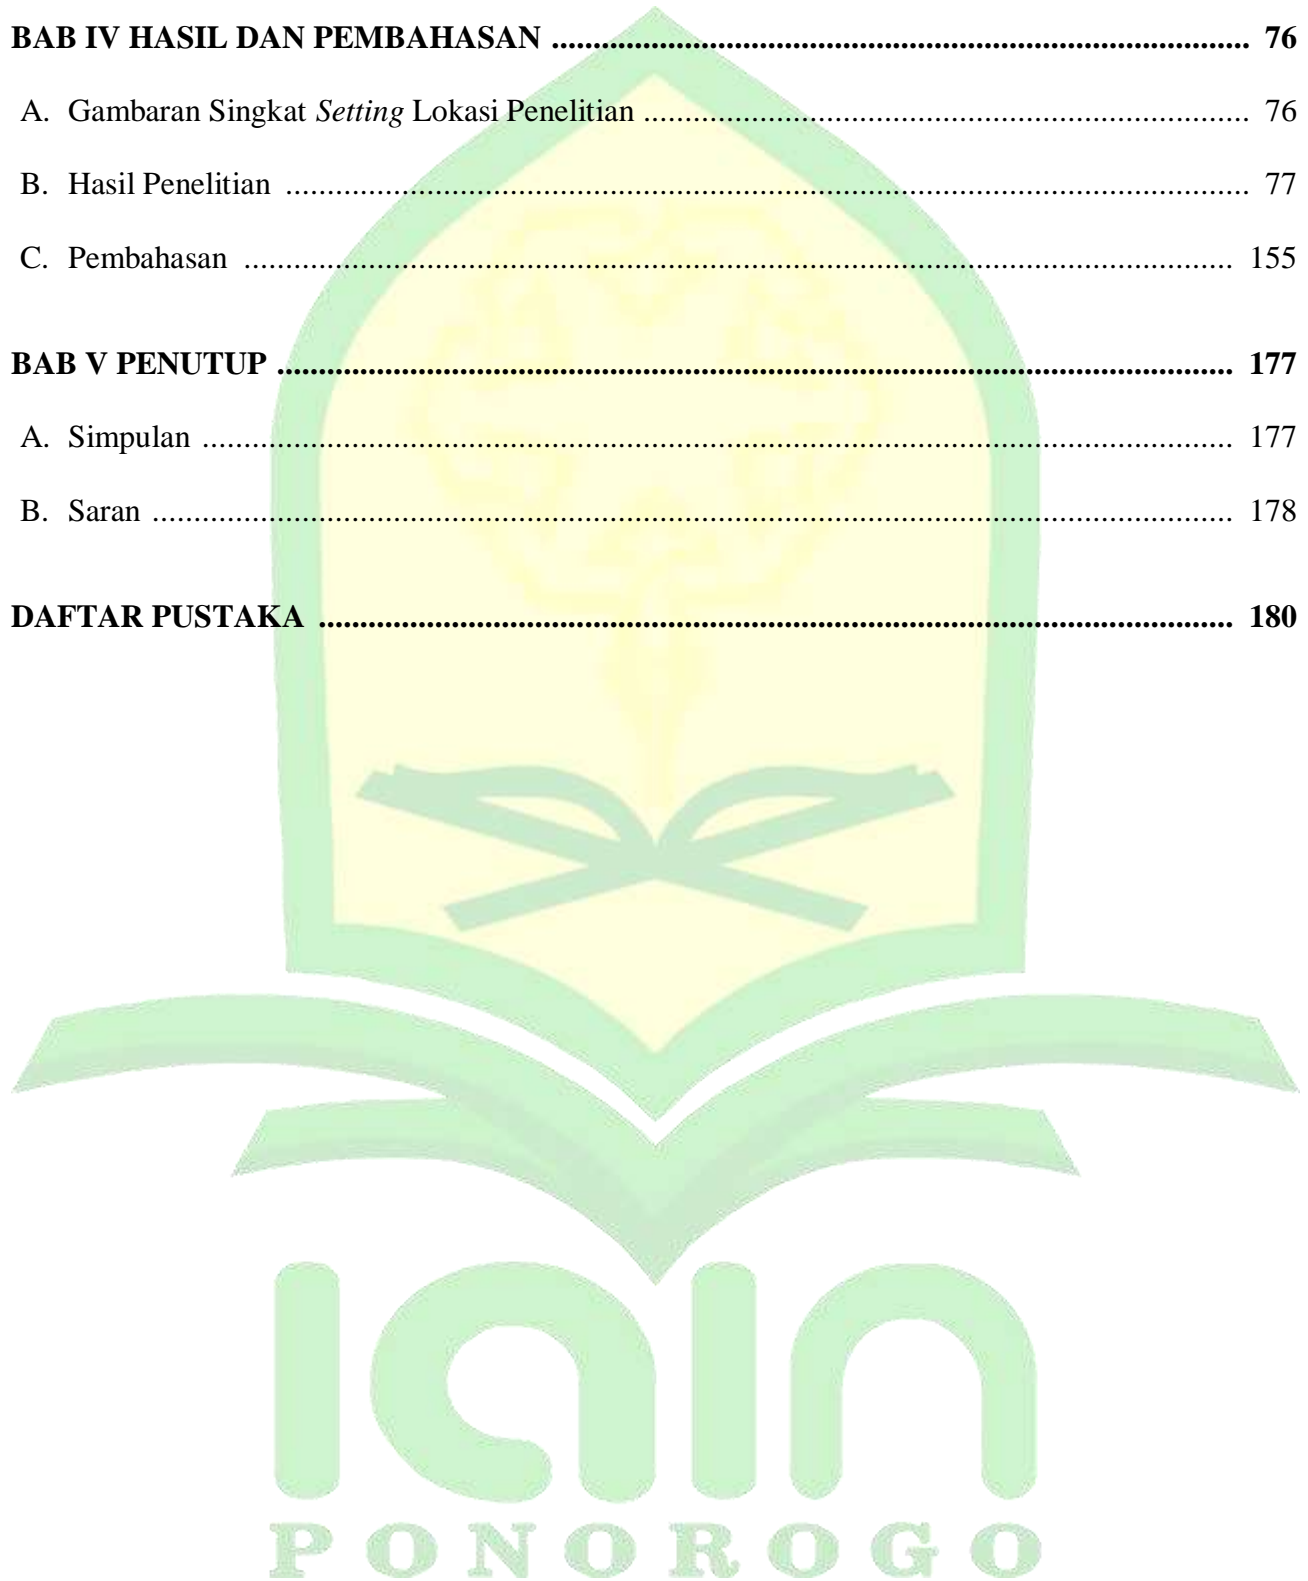 BAB IV HASIL DAN PEMBAHASAN .................................................................................... 76
A. Gambaran Singkat Setting Lokasi Penelitian ......................................................................... 76
B. Hasil Penelitian .................................................................................................................... 77
C. Pembahasan ....................................................................................................................... 155
BAB V PENUTUP ................................................................................................................... 177
A. Simpulan ............................................................................................................................ 177
B. Saran .................................................................................................................................. 178
DAFTAR PUSTAKA .............................................................................................................. 180
IAIN
PONOROGO